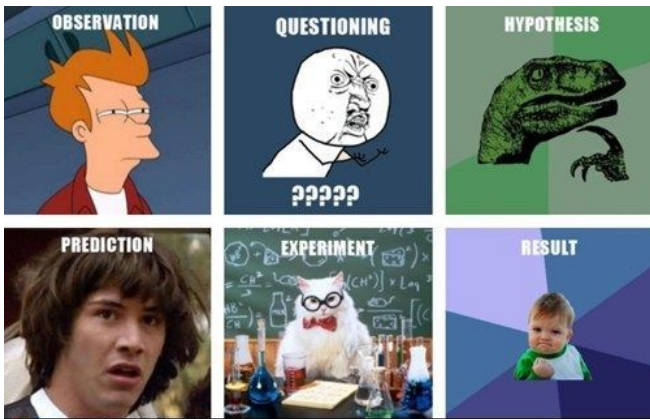 OBSERVATION
QUESTIONING
HYPOTHESIS
?????
PREDICTION
EXPERIMENT
RESULT